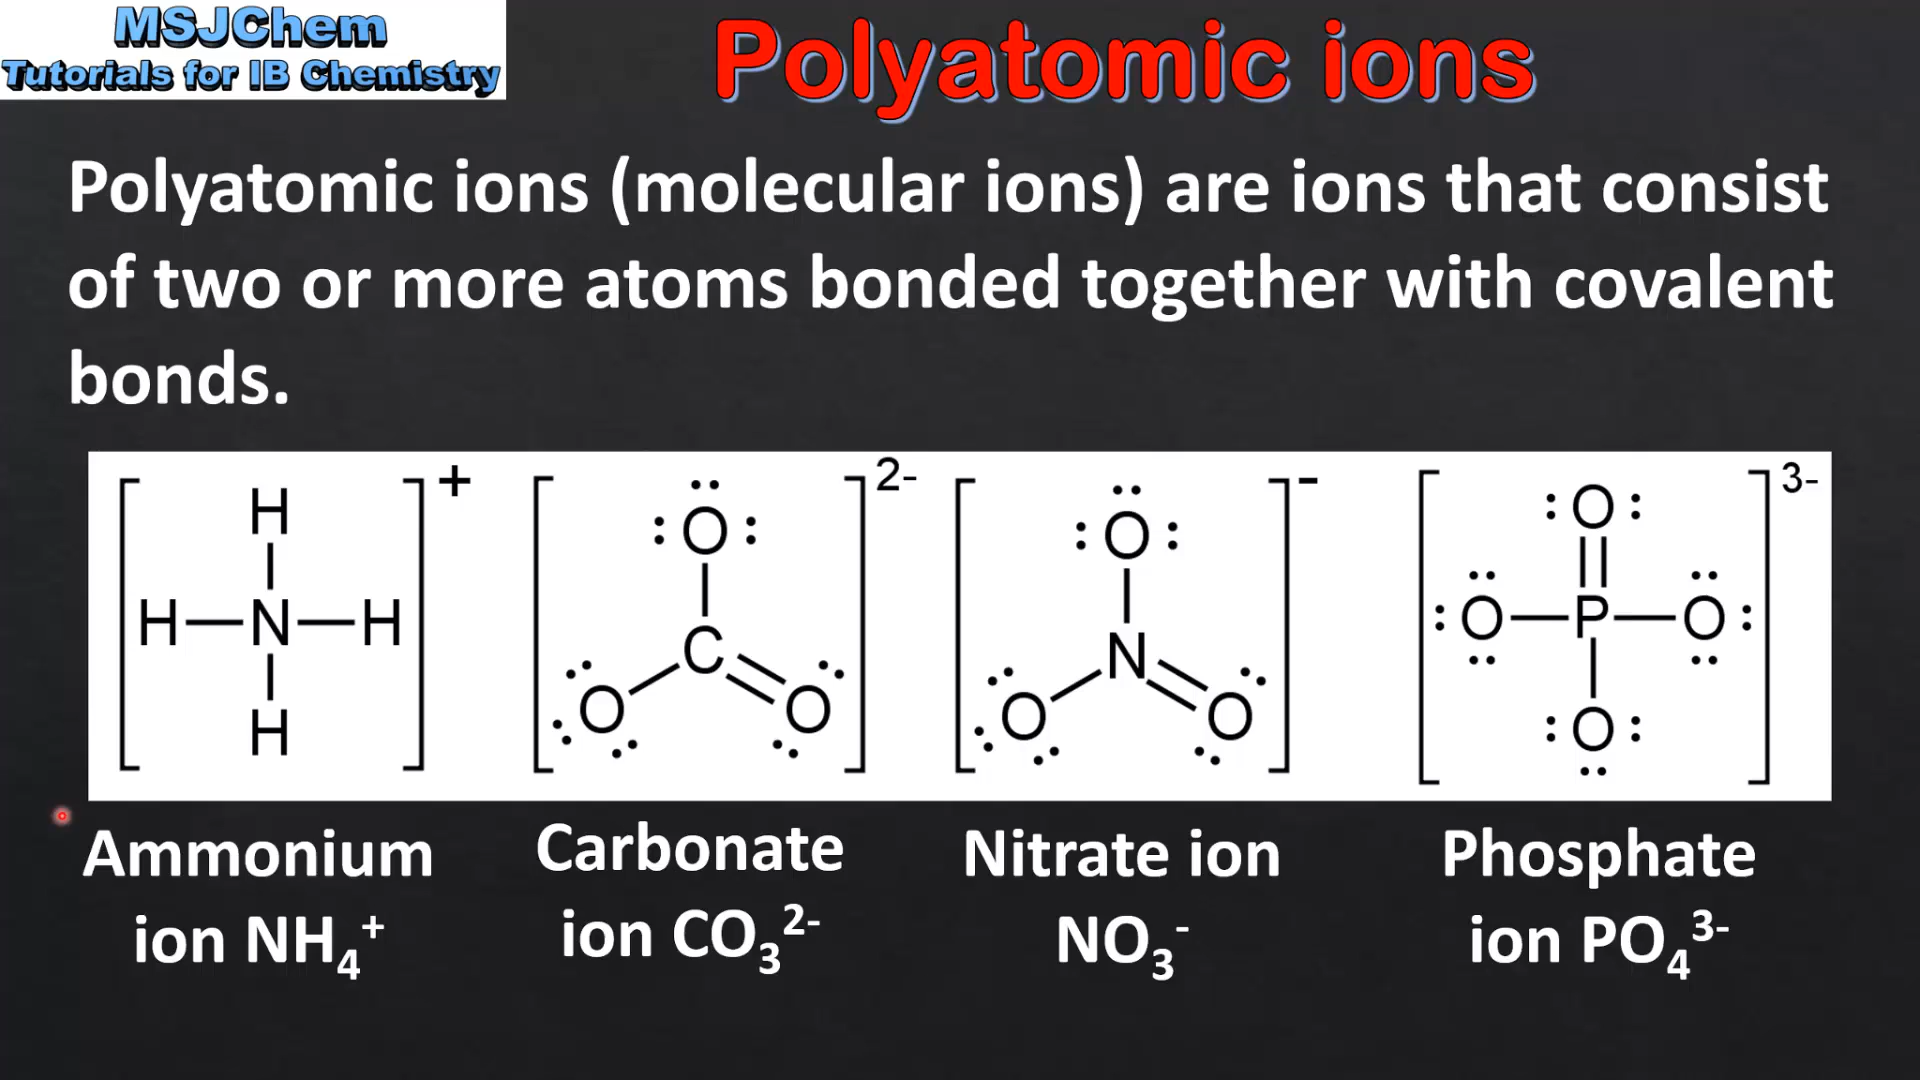 MSJChem
Tutorials for IB Chemistry
Polyatomic ions
Polyatomic ions (molecular ions) are ions that consist
of two or more atoms bonded together with covalent
bonds.
[H H N H H]⁺
[O C O O]²⁻
[O N O O]⁻
[O O P O O]³⁻
Ammonium
ion NH₄⁺
Carbonate
ion CO₃²⁻
Nitrate ion
NO₃⁻
Phosphate
ion PO₄³⁻